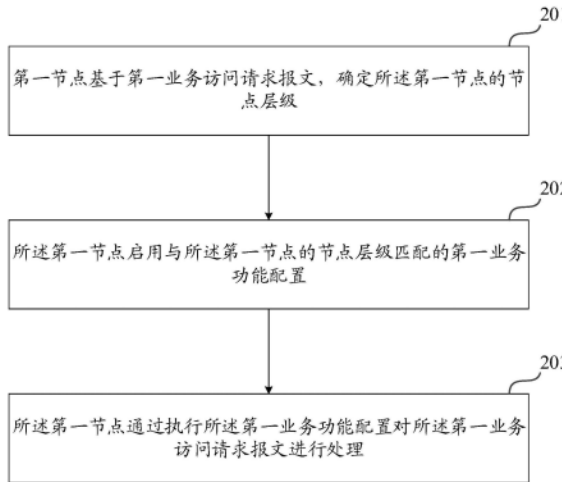 201
第一节点基于第一业务访问请求报文，确定所述第一节点的节
点层级
202
所述第一节点启用与所述第一节点的节点层级匹配的第一业务
功能配置
203
所述第一节点通过执行所述第一业务功能配置对所述第一业务
访问请求报文进行处理